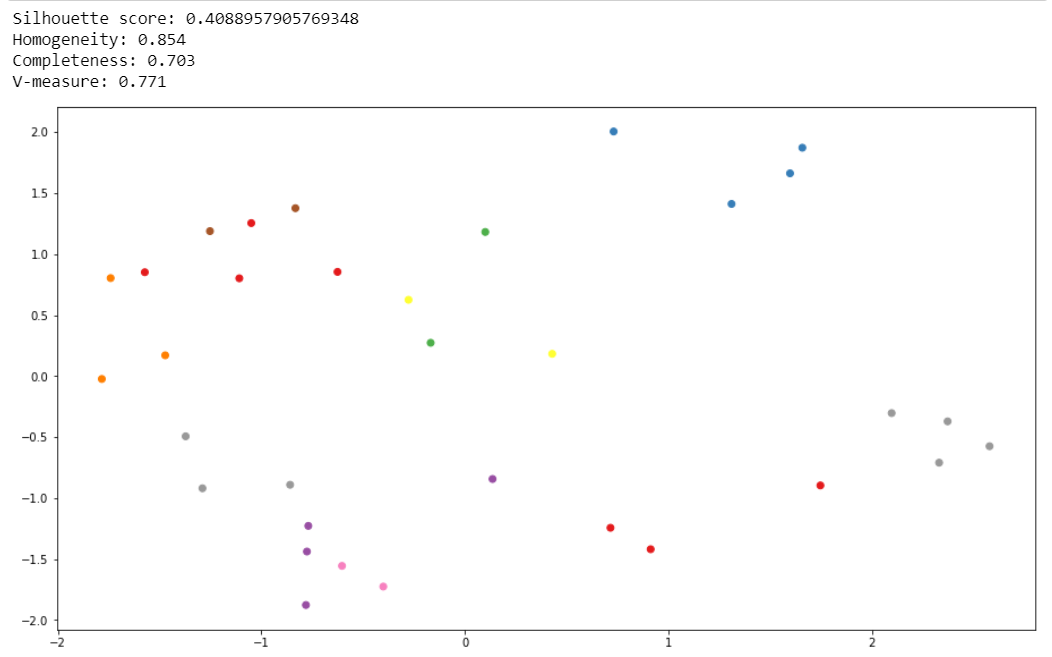 Silhouette score: 0.4088957905769348
Homogeneity: 0.854
Completeness: 0.703
V-measure: 0.771
2.0
1.5
1.0
0.5
0.0
−0.5
−1.0
−1.5
−2.0
−2 −1 0 1 2